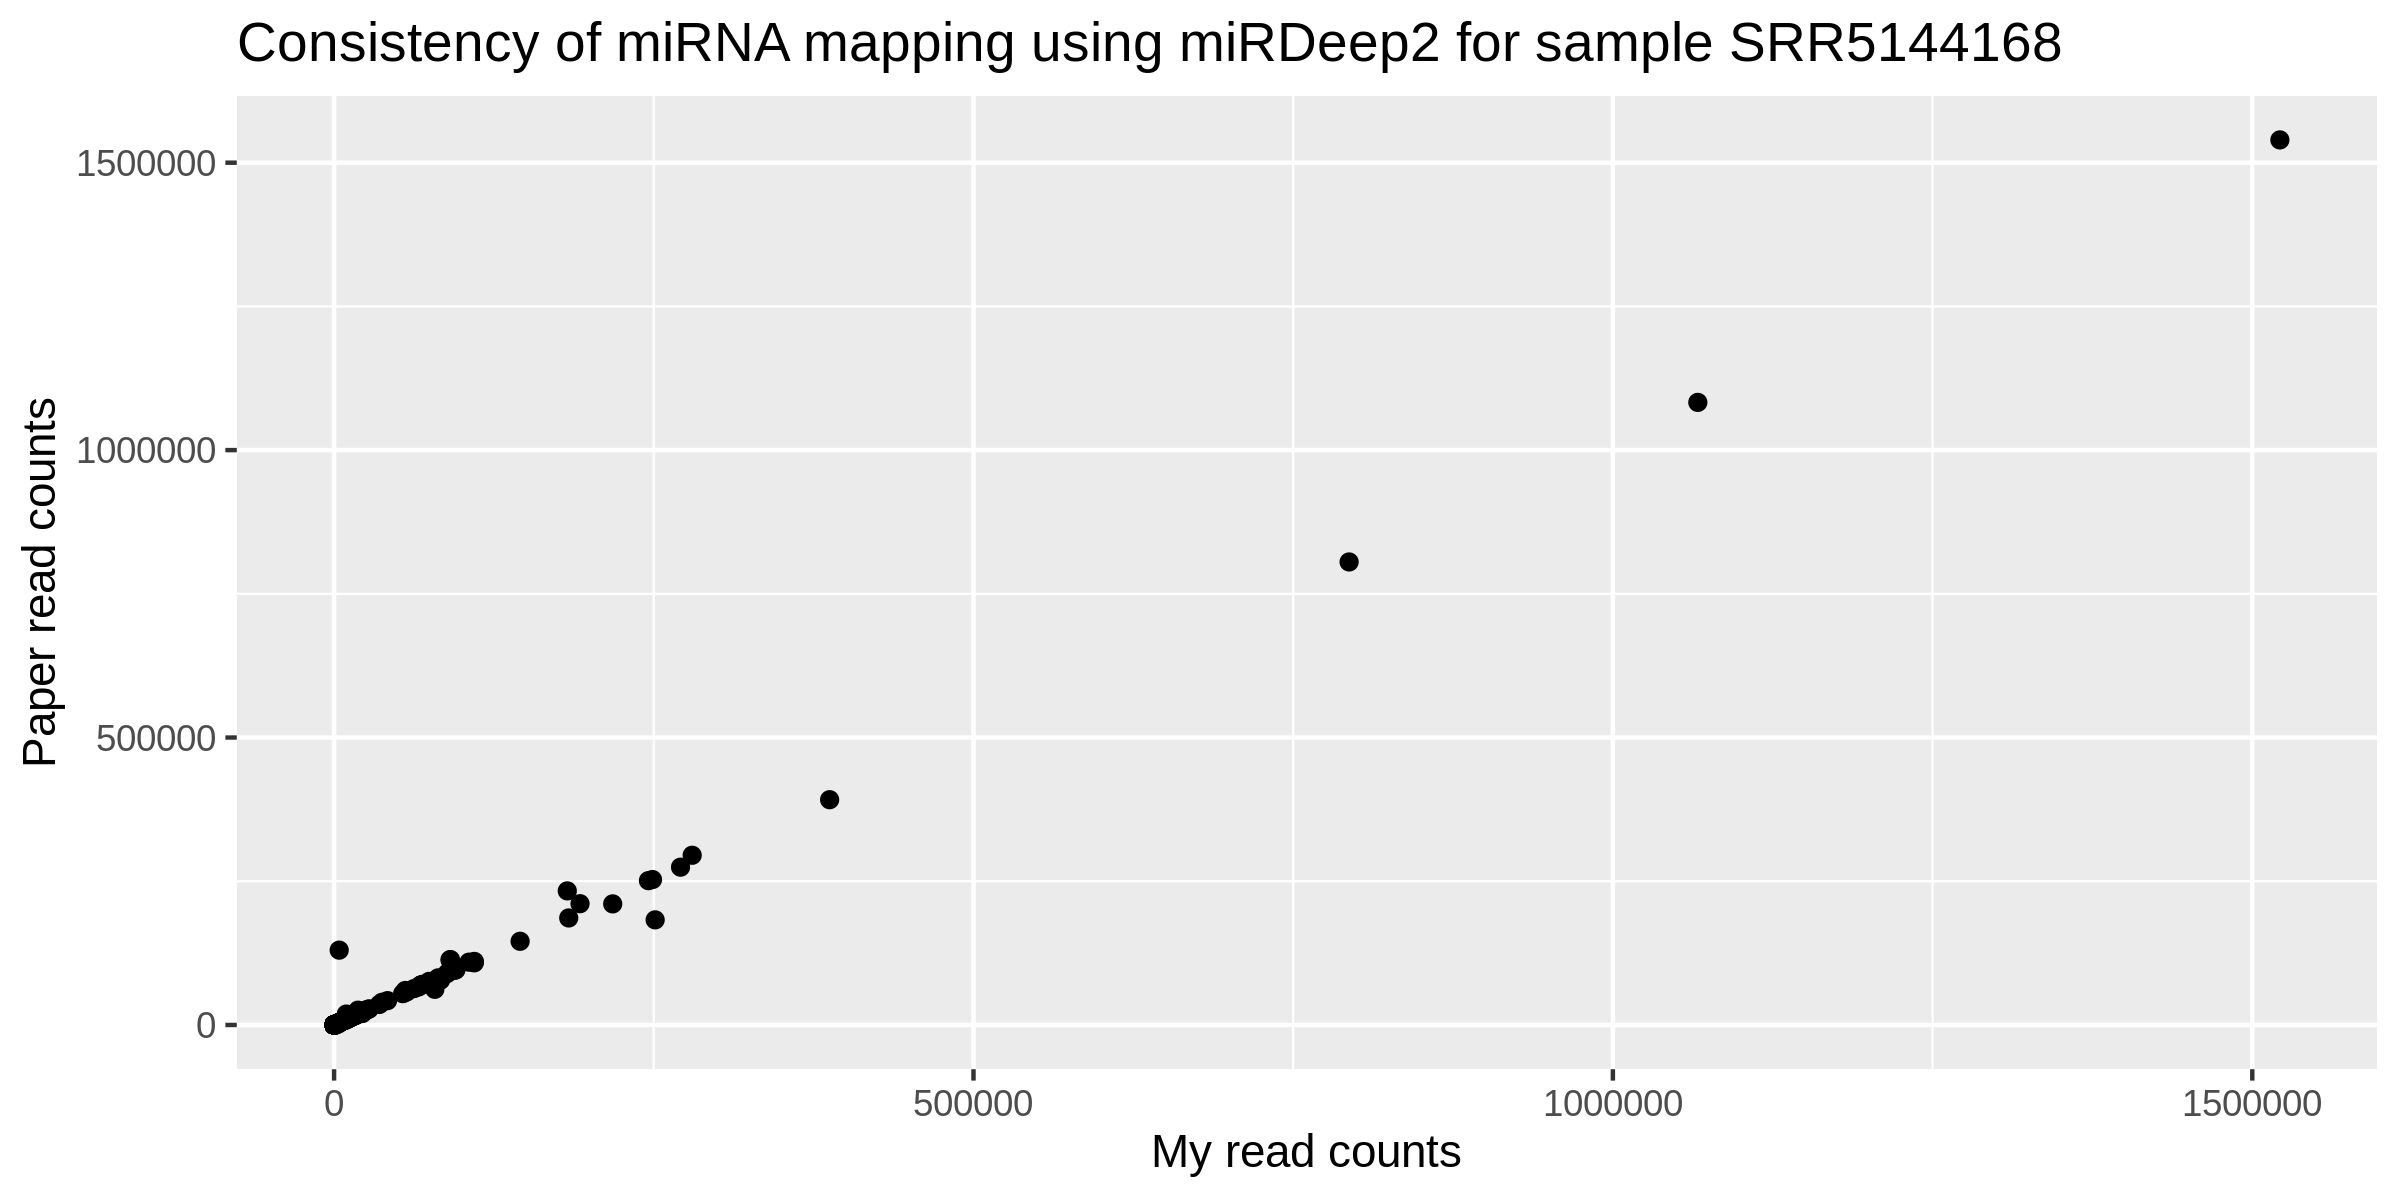 Consistency of miRNA mapping using miRDeep2 for sample SRR5144168
Paper read counts
1500000
1000000
500000
0
0 500000 1000000 1500000
My read counts